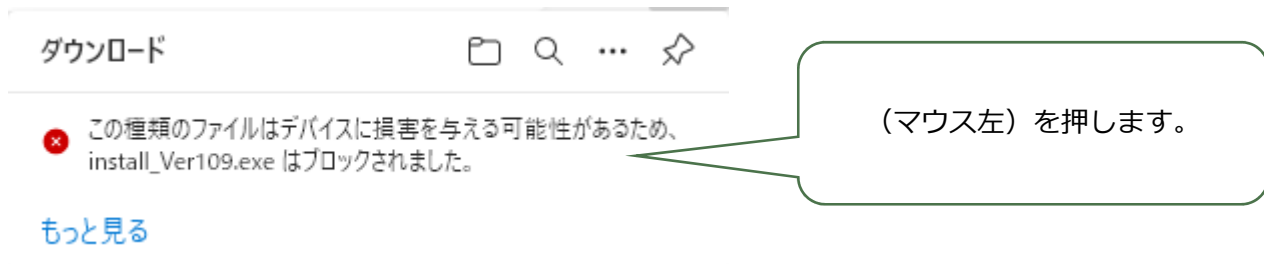 ダウンロード
この種類のファイルはデバイスに損害を与える可能性があるため、
install_Ver109.exe はブロックされました。
もっと見る
（マウス左）を押します。